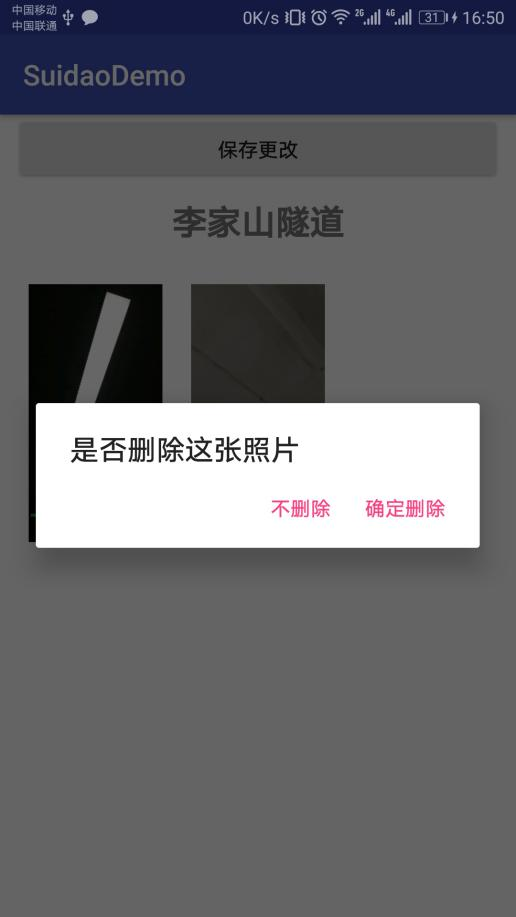 中国移动
中国联通
0K/s 2G 4G 31 16:50
SuidaoDemo
保存更改
李家山隧道
是否删除这张照片
不删除 确定删除